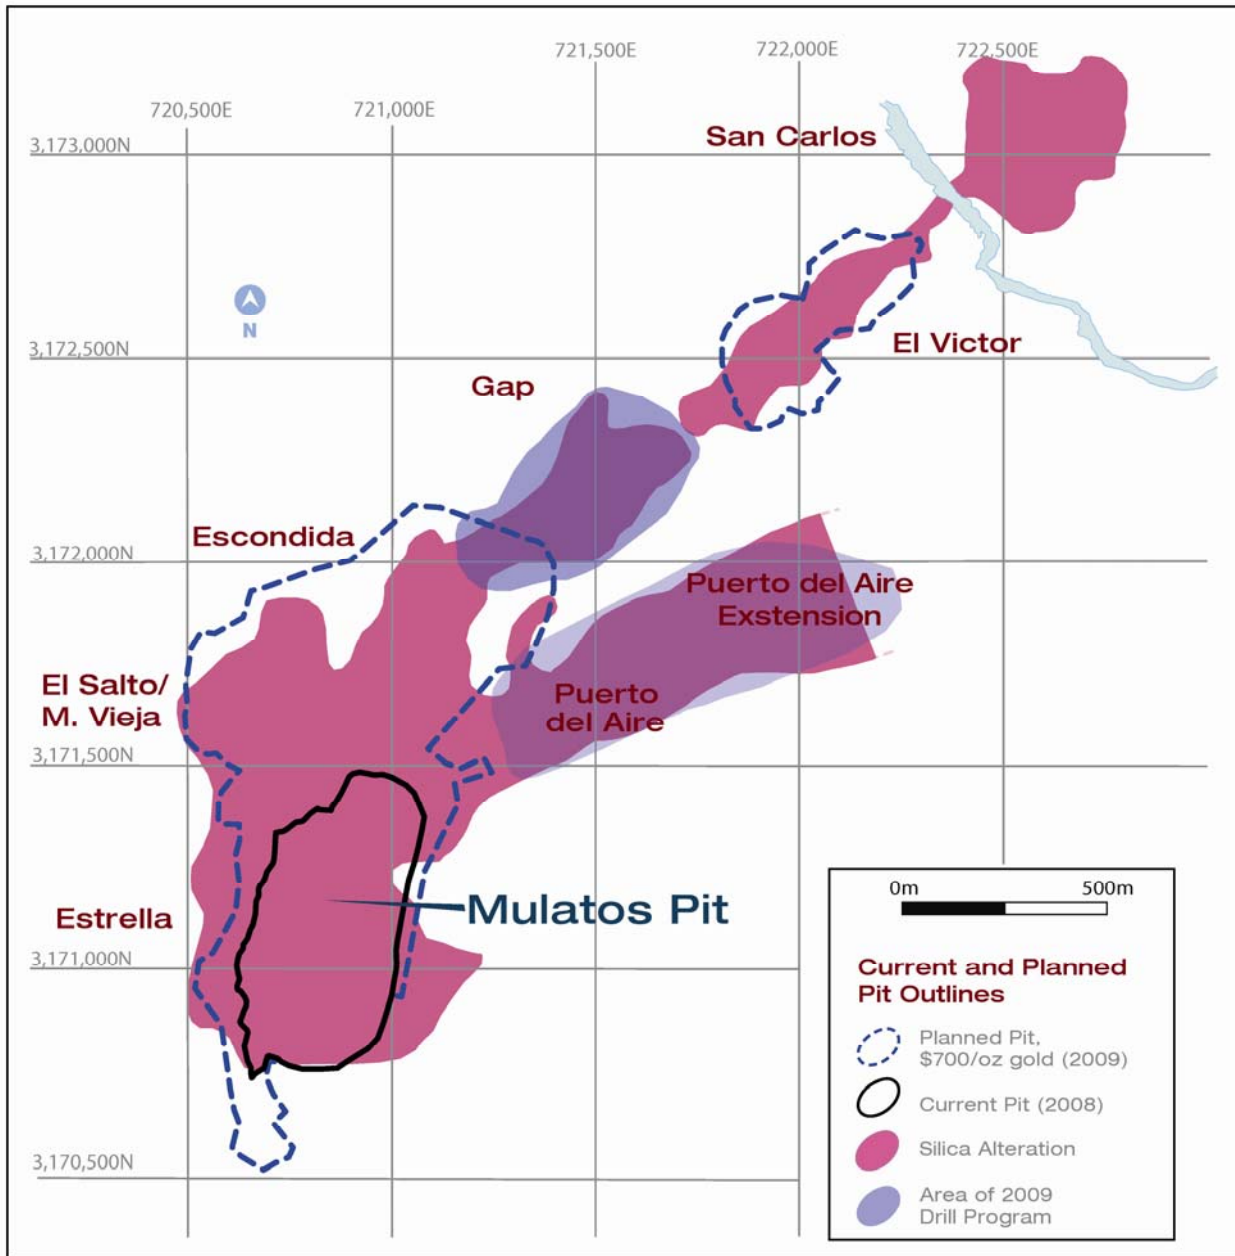 721,500E
722,000E
722,500E
720,500E
721,000E
San Carlos
3,173,000N
N
El Victor
3,172,500N
Gap
Escondida
3,172,000N
Puerto del Aire
Exstension
El Salto/
M. Vieja
Puerto
del Aire
3,171,500N
Mulatos Pit
Estrella
3,171,000N
3,170,500N
0m
500m
Current and Planned
Pit Outlines
Planned Pit,
$700/oz gold (2009)
Current Pit (2008)
Silica Alteration
Area of 2009
Drill Program